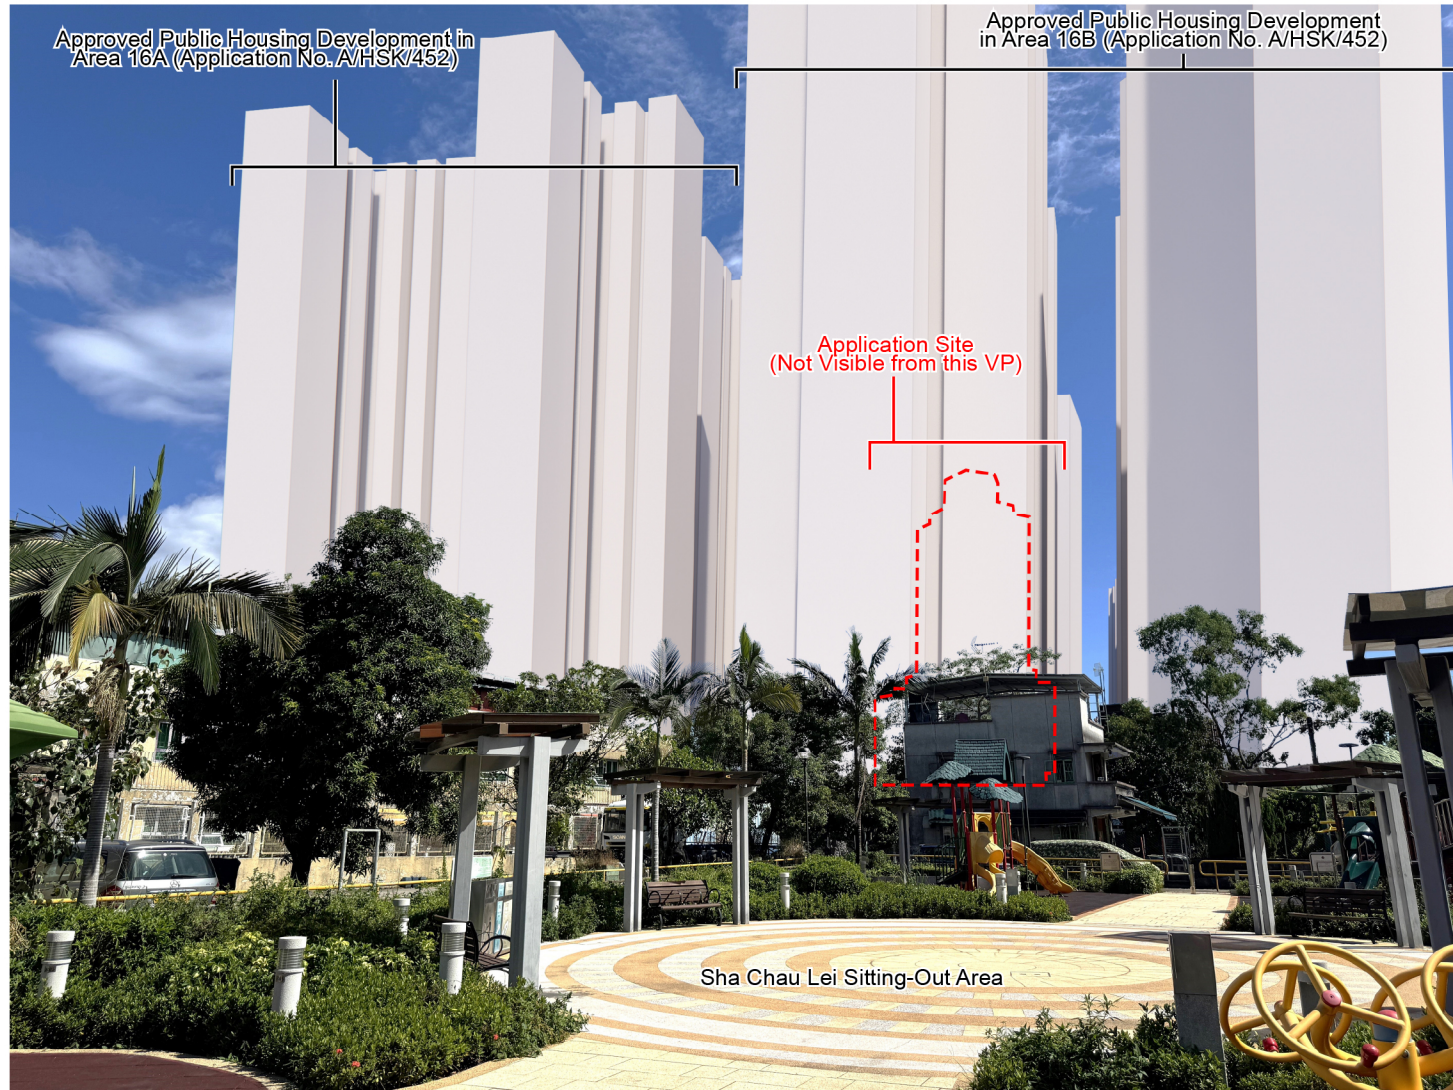 Approved Public Housing Development in
Area 16A (Application No. A/HSK/452)
Approved Public Housing Development
in Area 16B (Application No. A/HSK/452)
Application Site
(Not Visible from this VP)
Sha Chau Lei Sitting-Out Area